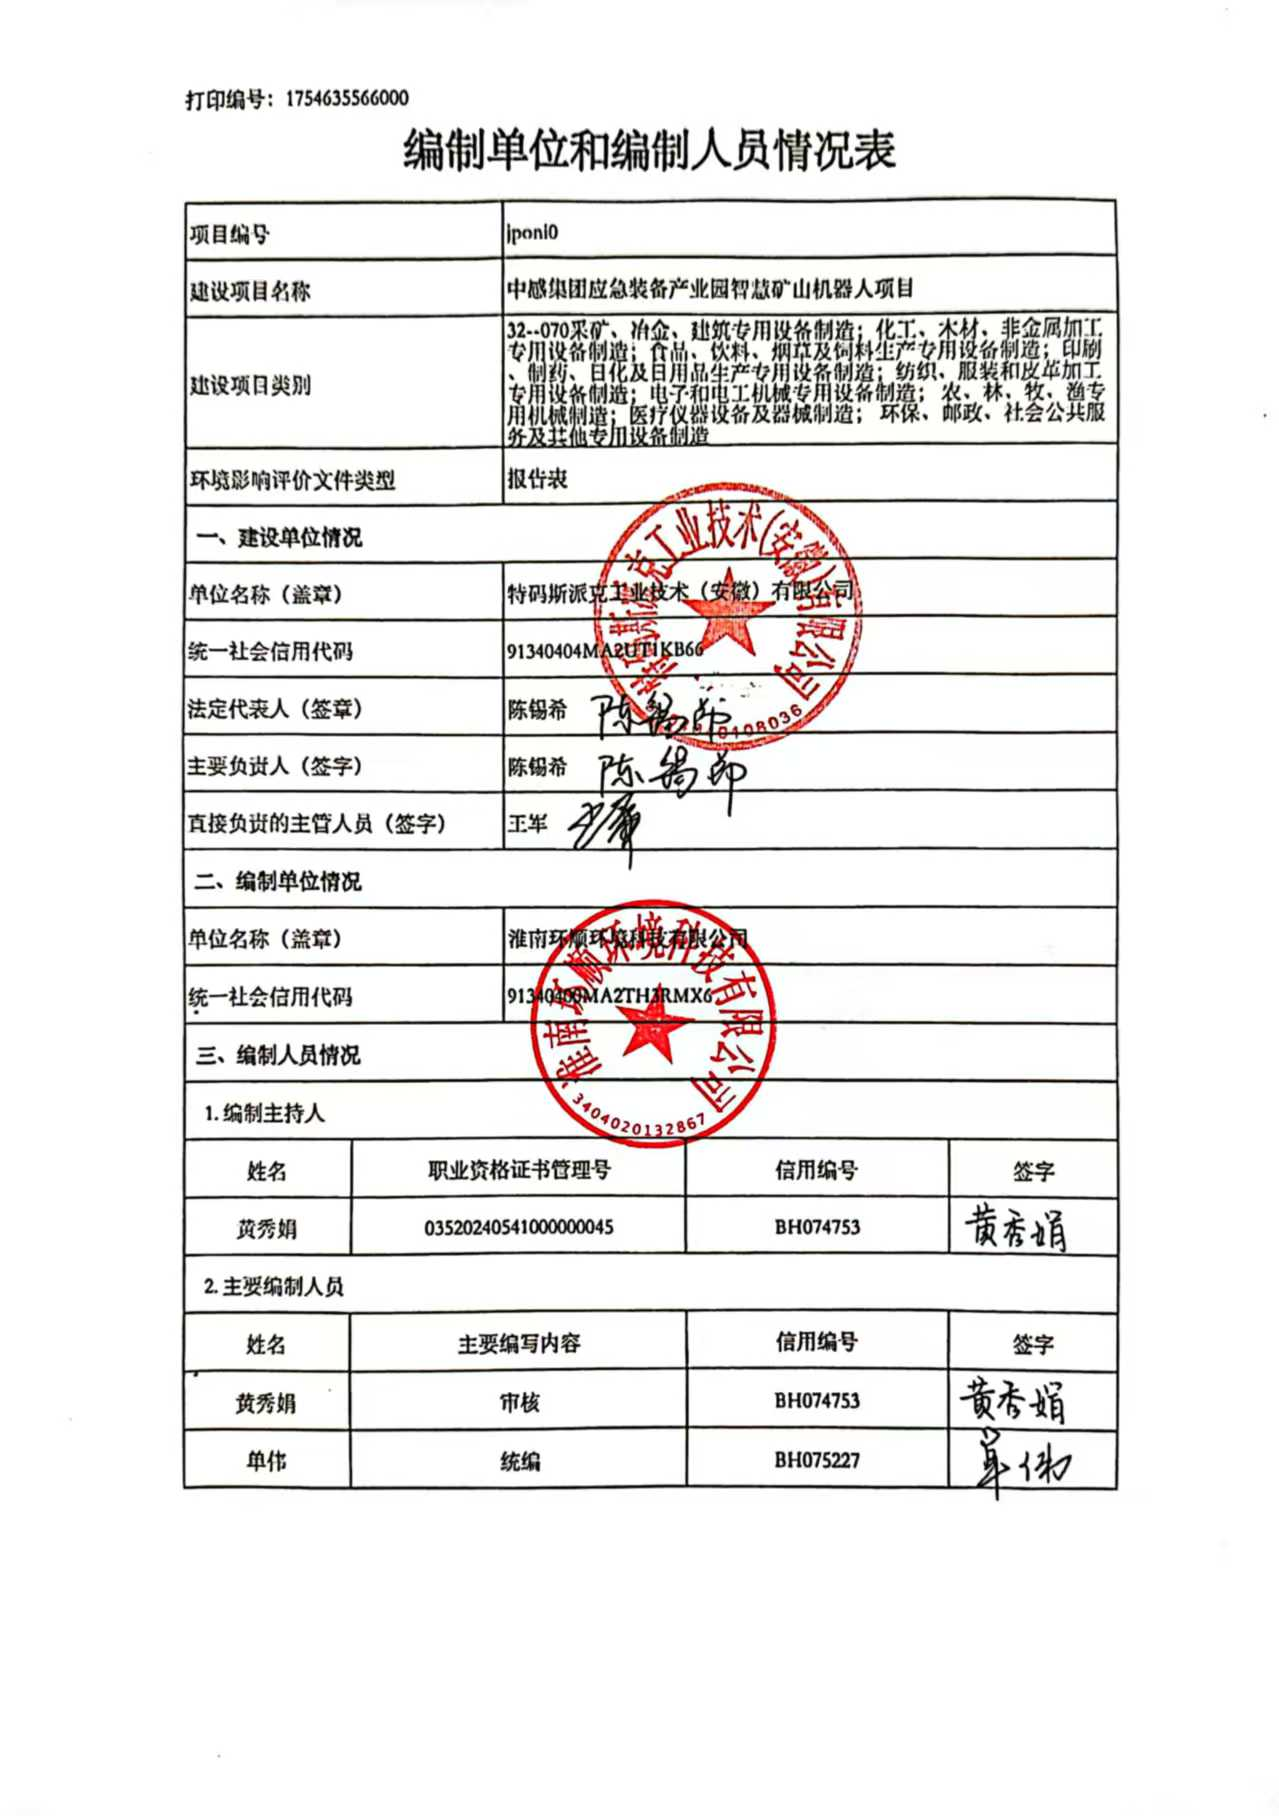 打印编号：1754635566000
编制单位和编制人员情况表
项目编号 jponi0
建设项目名称 中感集团应急装备产业园智慧矿山机器人项目
建设项目类别
32--070采矿、冶金、建筑专用设备制造；化工、木材、非金属加工
专用设备制造；食品、饮料、烟草及饲料生产专用设备制造；印刷
、制药、日化及日用品生产专用设备制造；纺织、服装和皮革加工
专用设备制造；电子和电工机械专用设备制造；农、林、牧、渔专
用机械制造；医疗仪器设备及器械制造；环保、邮政、社会公共服
务及其他专用设备制造
环境影响评价文件类型 报告表
一、建设单位情况
单位名称（盖章） 特码斯派克工业技术（安徽）有限公司
统一社会信用代码 91340404MA2UT1KB66
法定代表人（签章） 陈锡希 陈锡希
主要负责人（签字） 陈锡希 陈锡希
直接负责的主管人员（签字） 王军 王军
特码斯派克工业技术(安徽)有限公司
二、编制单位情况
单位名称（盖章） 淮南环顺环境科技有限公司
统一社会信用代码 91340400MA2TH3RMX6
淮南环顺环境科技有限公司
3404020132867
三、编制人员情况
1.编制主持人
姓名 职业资格证书管理号 信用编号 签字
黄秀娟 03520240541000000045 BH074753 黄秀娟
2.主要编制人员
姓名 主要编写内容 信用编号 签字
黄秀娟 审核 BH074753 黄秀娟
单伟 统编 BH075227 单伟